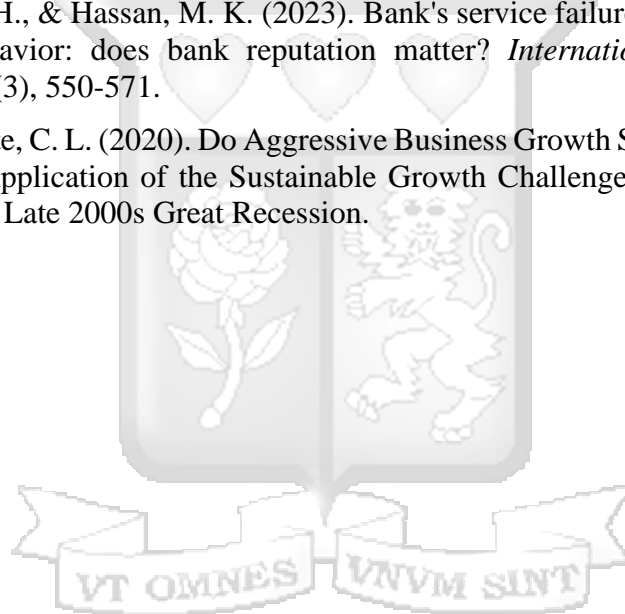 H., & Hassan, M. K. (2023). Bank's service failure
avior: does bank reputation matter? Internatio
(3), 550-571.
te, C. L. (2020). Do Aggressive Business Growth S
pplication of the Sustainable Growth Challenge
Late 2000s Great Recession.
VT OMNES VNVM SINT